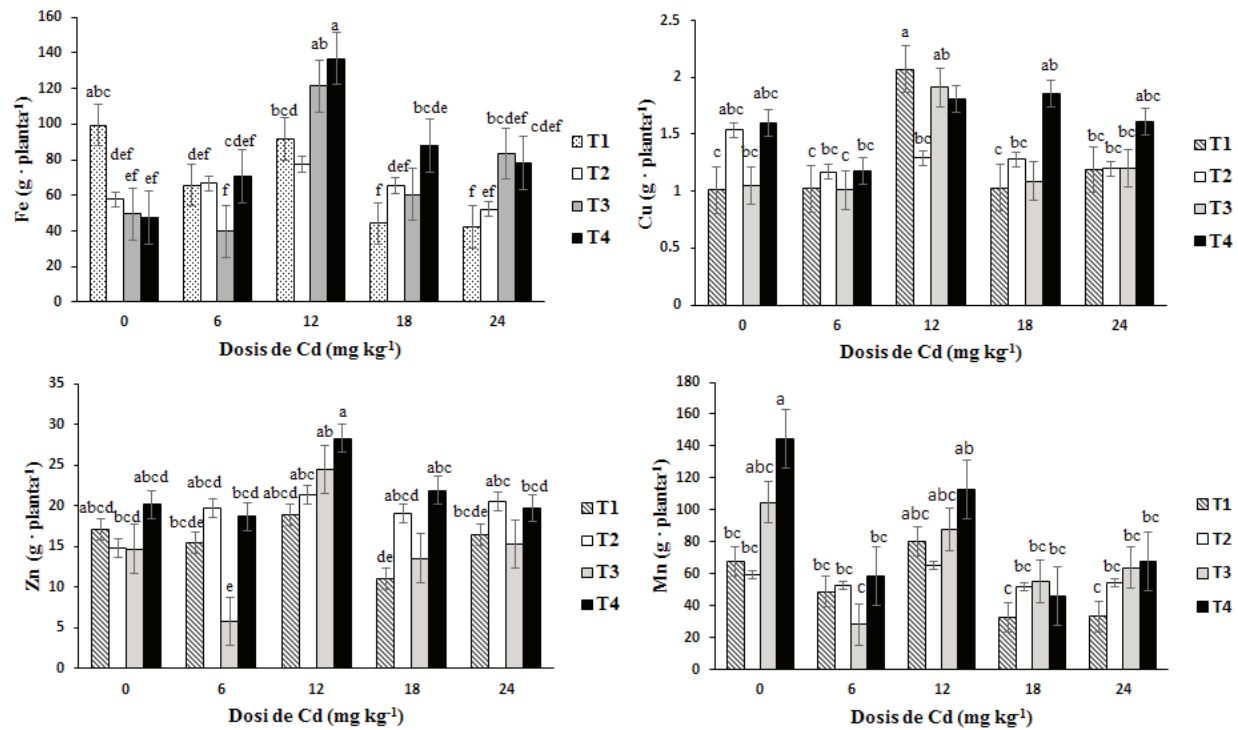 Fe (g · planta-¹)
160
140
120
100
80
60
40
20
0
abc def ef ef
def def f cdef
bcd ab a
f def def bcde
f ef bcdef cdef
0 6 12 18 24
Dosis de Cd (mg kg-¹)
T1
T2
T3
T4
Cu (g · planta-¹)
2.5
2
1.5
1
0.5
0
c abc bc abc
c bc c bc
a bc ab
c bc bc ab
bc bc bc abc
0 6 12 18 24
Dosis de Cd (mg kg-¹)
T1
T2
T3
T4
Zn (g · planta-¹)
35
30
25
20
15
10
5
0
abcd bcd abcd
bcde abcd e bcd
abcd abc ab a
de abcd abc
bcde abc bcd
0 6 12 18 24
Dosi de Cd (mg kg-¹)
T1
T2
T3
T4
Mn (g · planta-¹)
180
160
140
120
100
80
60
40
20
0
bc bc abc a
bc bc c bc
abc abc ab
c bc bc bc
c bc bc bc
0 6 12 18 24
Dosis de Cd (mg kg-¹)
T1
T2
T3
T4